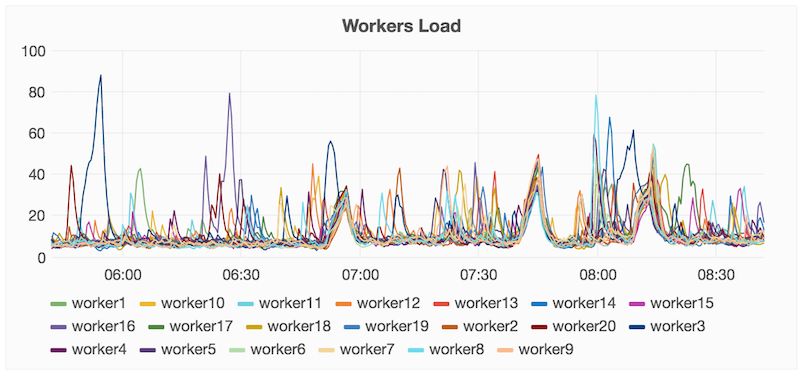 Workers Load
100
80
60
40
20
0
06:00 06:30 07:00 07:30 08:00 08:30
worker1 worker10 worker11 worker12 worker13 worker14 worker15
worker16 worker17 worker18 worker19 worker2 worker20 worker3
worker4 worker5 worker6 worker7 worker8 worker9